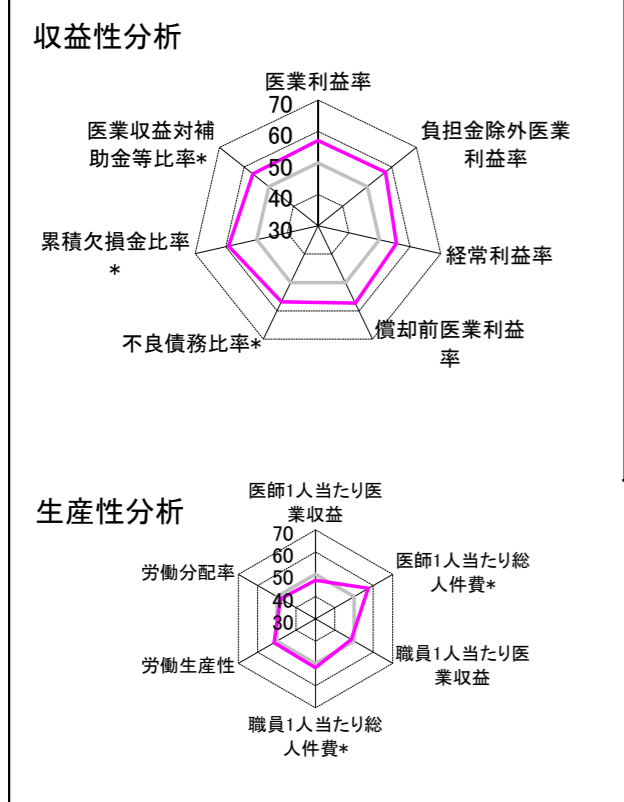 収益性分析
医業利益率
70
60
50
40
30
負担金除外医業
利益率
経常利益率
償却前医業利益
率
不良債務比率*
累積欠損金比率
*
医業収益対補
助金等比率*
生産性分析
医師1人当たり医
業収益
70
60
50
40
30
医師1人当たり総
人件費*
職員1人当たり医
業収益
職員1人当たり総
人件費*
労働生産性
労働分配率